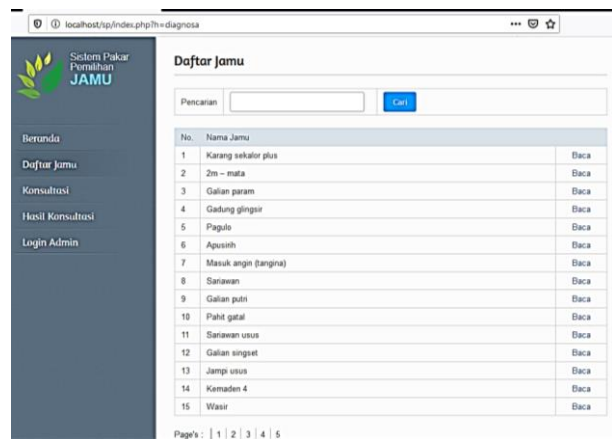 localhost/sp/index.php?h=diagnosa
Sistem Pakar
Pemilihan
JAMU
Beranda
Daftar Jamu
Konsultasi
Hasil Konsultasi
Login Admin
Daftar Jamu
Pencarian Cari
No. Nama Jamu
1 Karang sekalor plus Baca
2 2m – mata Baca
3 Galian param Baca
4 Gadung glingsir Baca
5 Pagulo Baca
6 Apusirih Baca
7 Masuk angin (tangina) Baca
8 Sariawan Baca
9 Galian putri Baca
10 Pahit gatal Baca
11 Sariawan usus Baca
12 Galian singset Baca
13 Jampi usus Baca
14 Kemaden 4 Baca
15 Wasir Baca
Page's : | 1 | 2 | 3 | 4 | 5